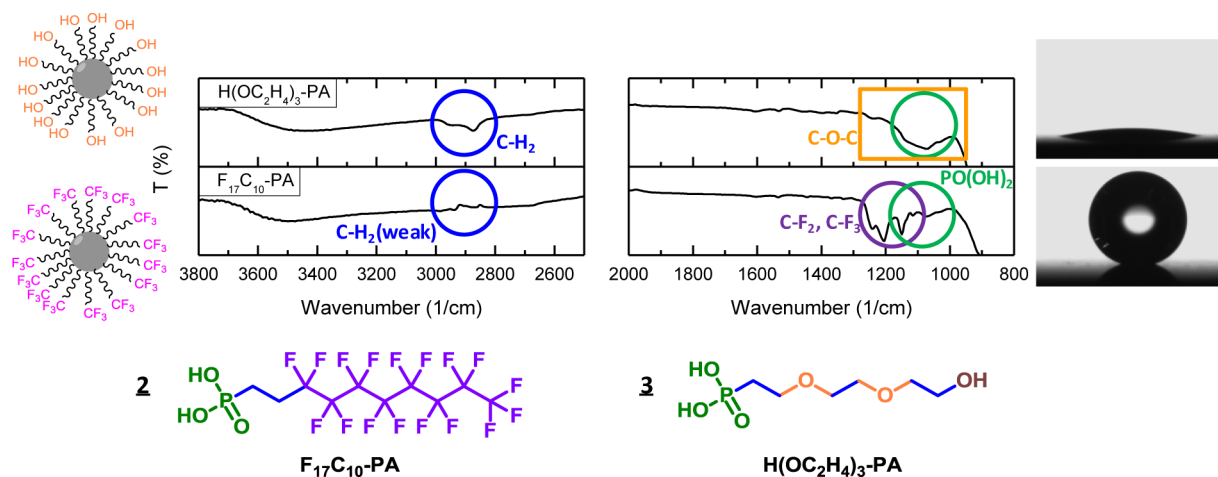 HO OH
HO OH
HO OH
HO OH
HO OH
HO OH
HO OH
HO OH
OH
H(OC₂H₄)₃-PA
C-H₂
C-O-C
T (%)
F₁₇C₁₀-PA
C-H₂(weak)
PO(OH)₂
C-F₂, C-F₃
CF₃
F₃C CF₃
F₃C CF₃
F₃C CF₃
F₃C CF₃
F₃C CF₃
F₃C CF₃
F₃C CF₃
F₃C CF₃
CF₃
3800 3600 3400 3200 3000 2800 2600
2000 1800 1600 1400 1200 1000 800
Wavenumber (1/cm)
Wavenumber (1/cm)
2
HO
HO
P
O
F F F F F F F F
F
F
F
F F F F F F
F₁₇C₁₀-PA
3
HO
HO
P
O
O
O
OH
H(OC₂H₄)₃-PA